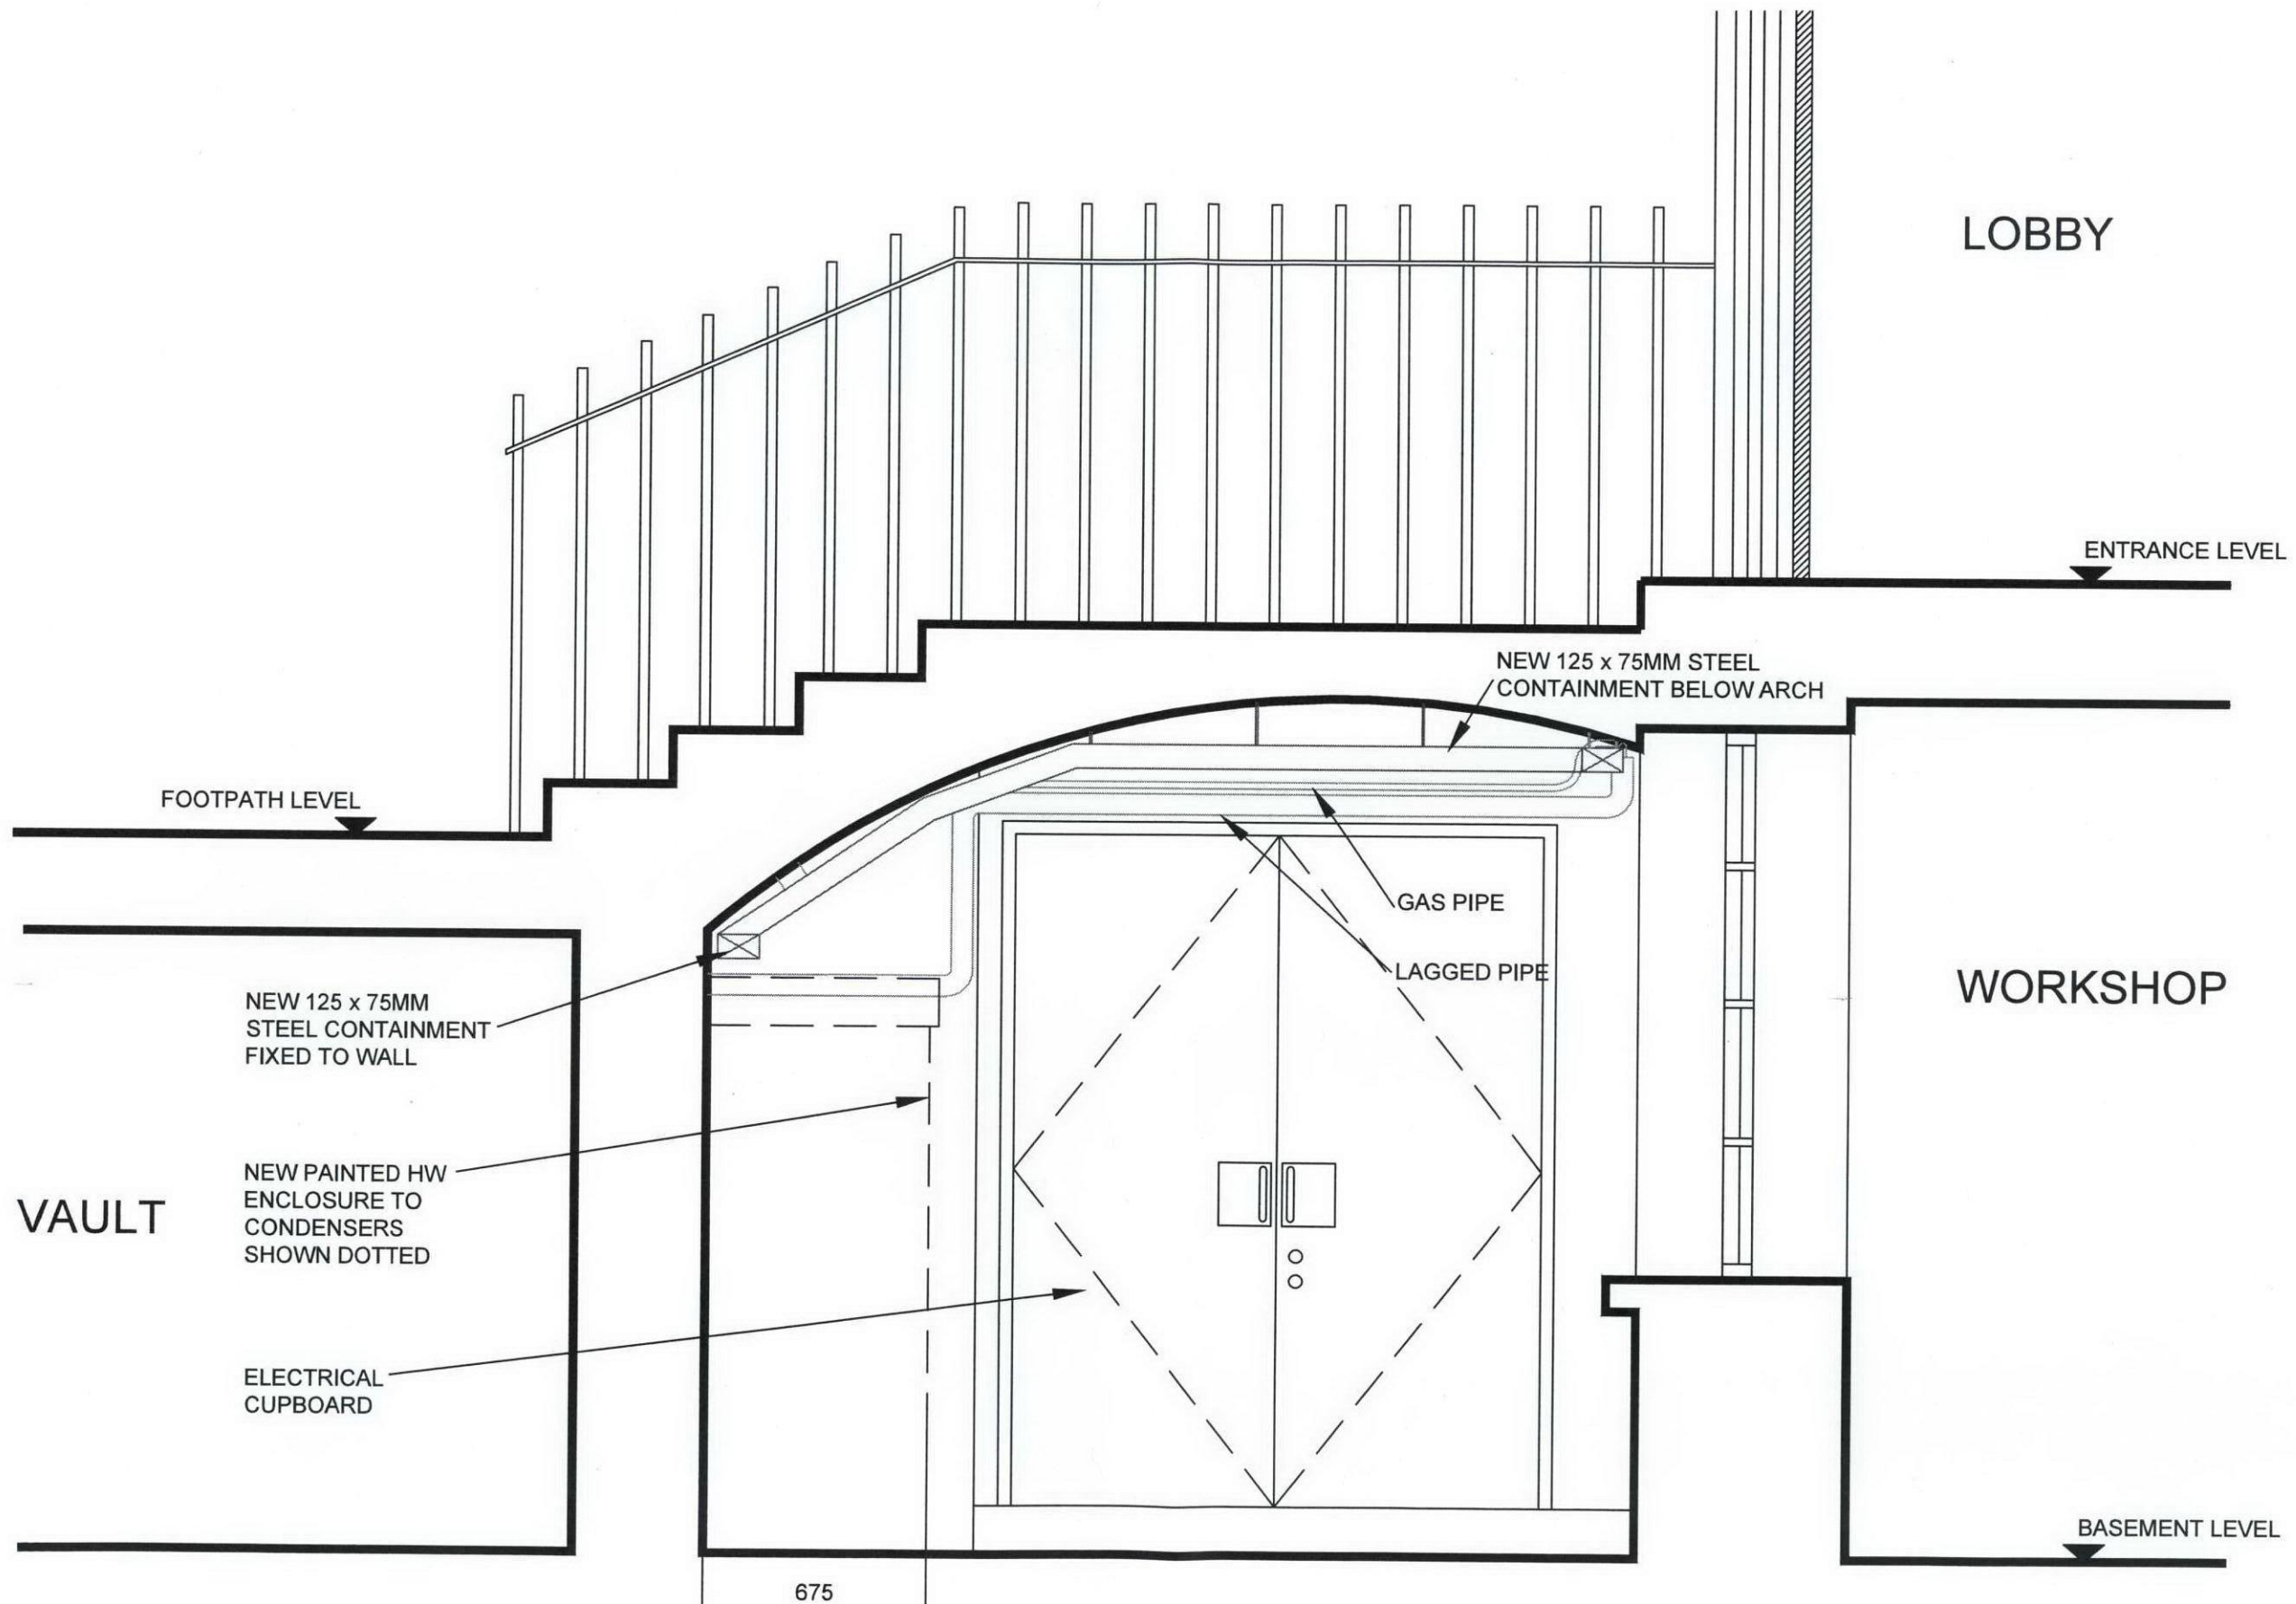 LOBBY
ENTRANCE LEVEL
NEW 125 x 75MM STEEL
CONTAINMENT BELOW ARCH
FOOTPATH LEVEL
GAS PIPE
LAGGED PIPE
WORKSHOP
NEW 125 x 75MM
STEEL CONTAINMENT
FIXED TO WALL
NEW PAINTED HW
ENCLOSURE TO
CONDENSERS
SHOWN DOTTED
VAULT
ELECTRICAL
CUPBOARD
BASEMENT LEVEL
675